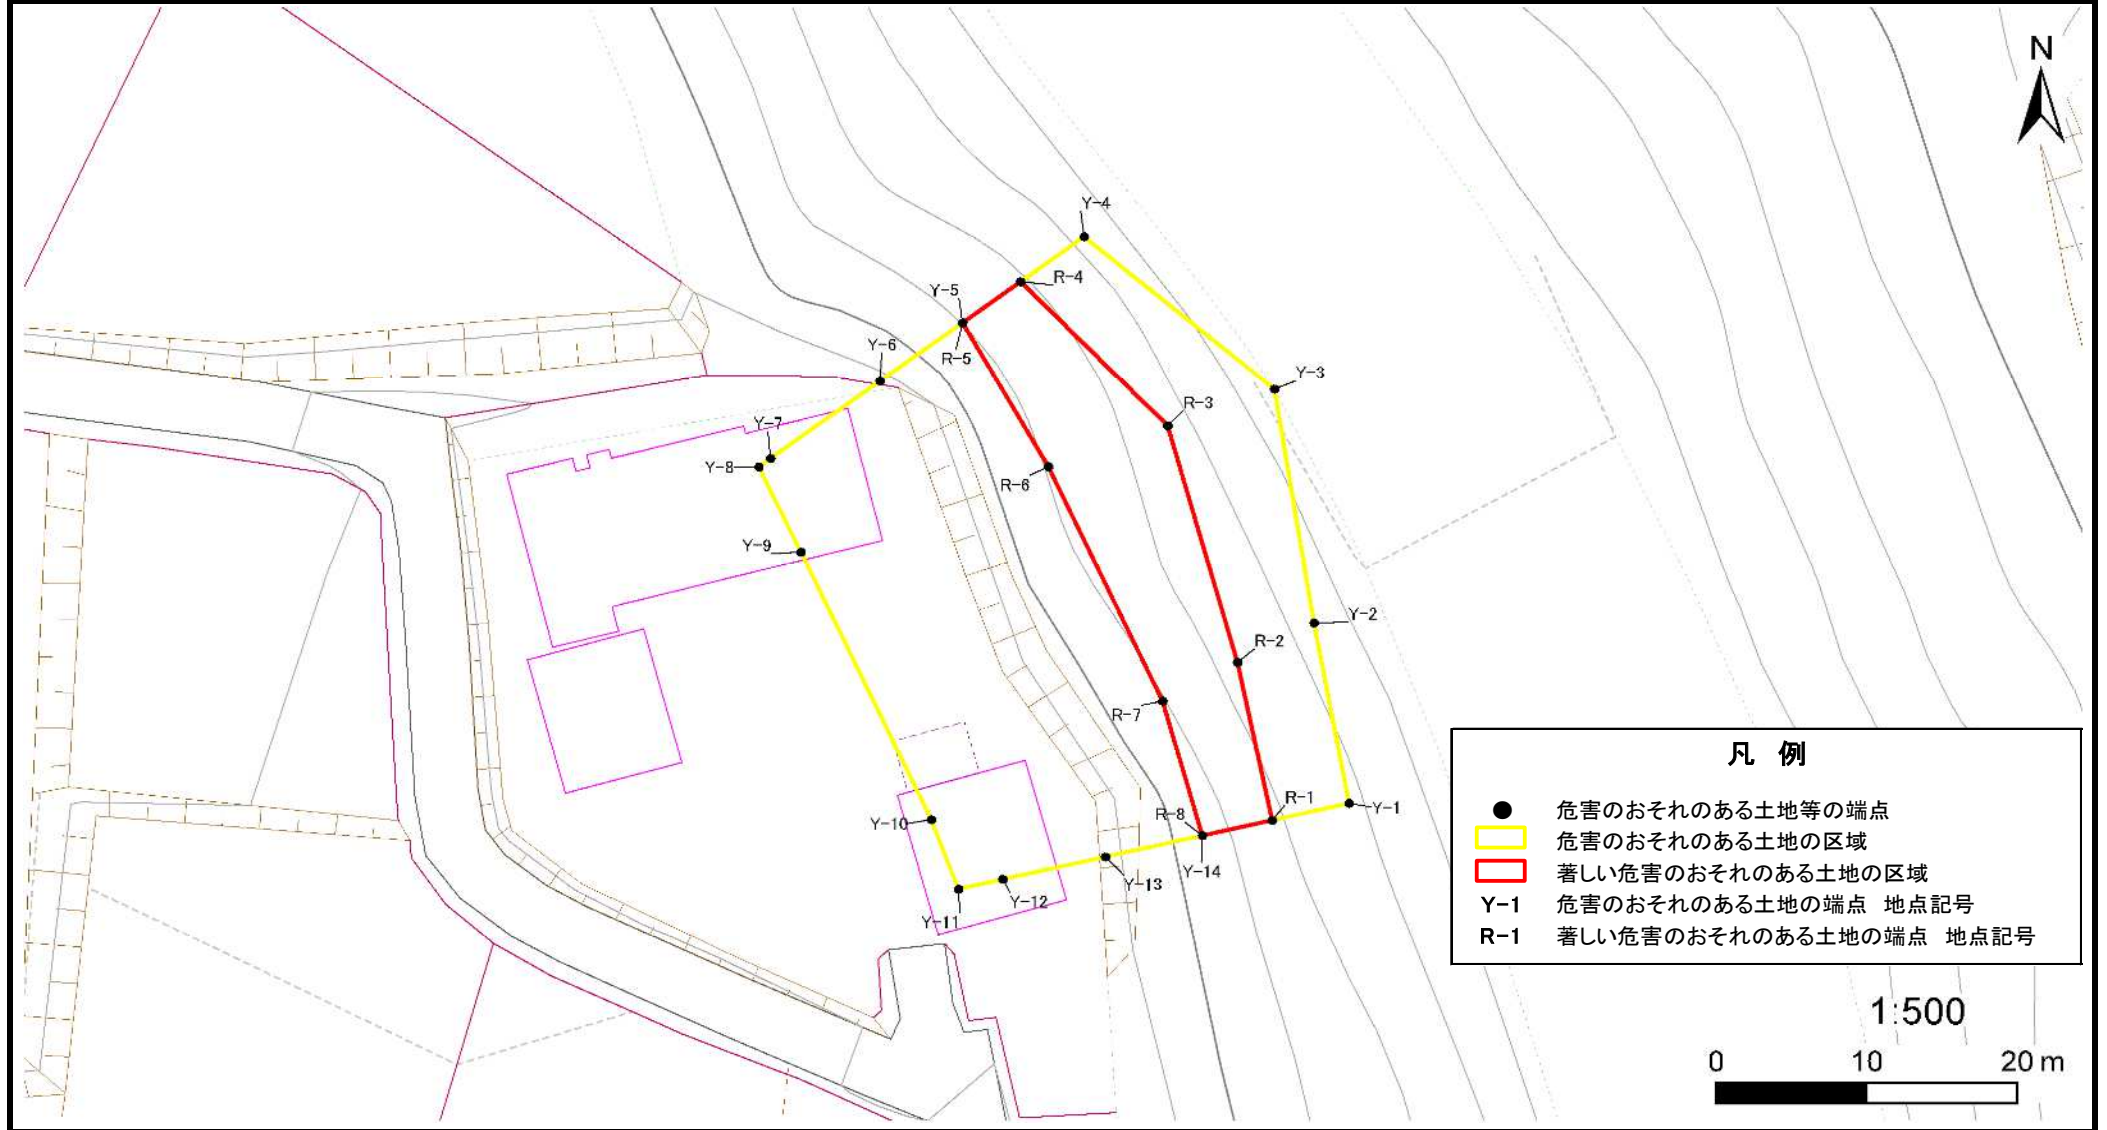 N
Y-4
R-4
Y-5
R-5
Y-6
Y-3
R-3
Y-7
Y-8
R-6
Y-9
Y-2
R-2
R-7
R-1
Y-1
R-8
Y-10
Y-14
Y-13
Y-12
Y-11
凡 例
危害のおそれのある土地等の端点
危害のおそれのある土地の区域
著しい危害のおそれのある土地の区域
Y-1 危害のおそれのある土地の端点 地点記号
R-1 著しい危害のおそれのある土地の端点 地点記号
1:500
0 10 20 m